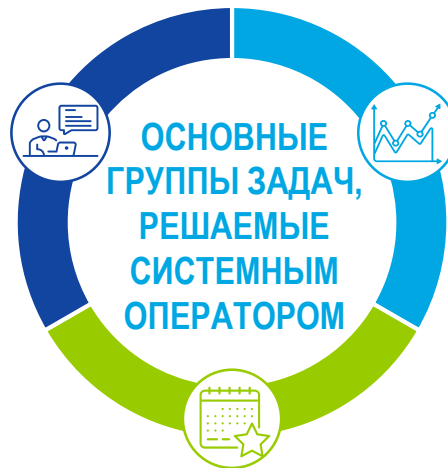 ОСНОВНЫЕ
ГРУППЫ ЗАДАЧ,
РЕШАЕМЫЕ
СИСТЕМНЫМ
ОПЕРАТОРОМ